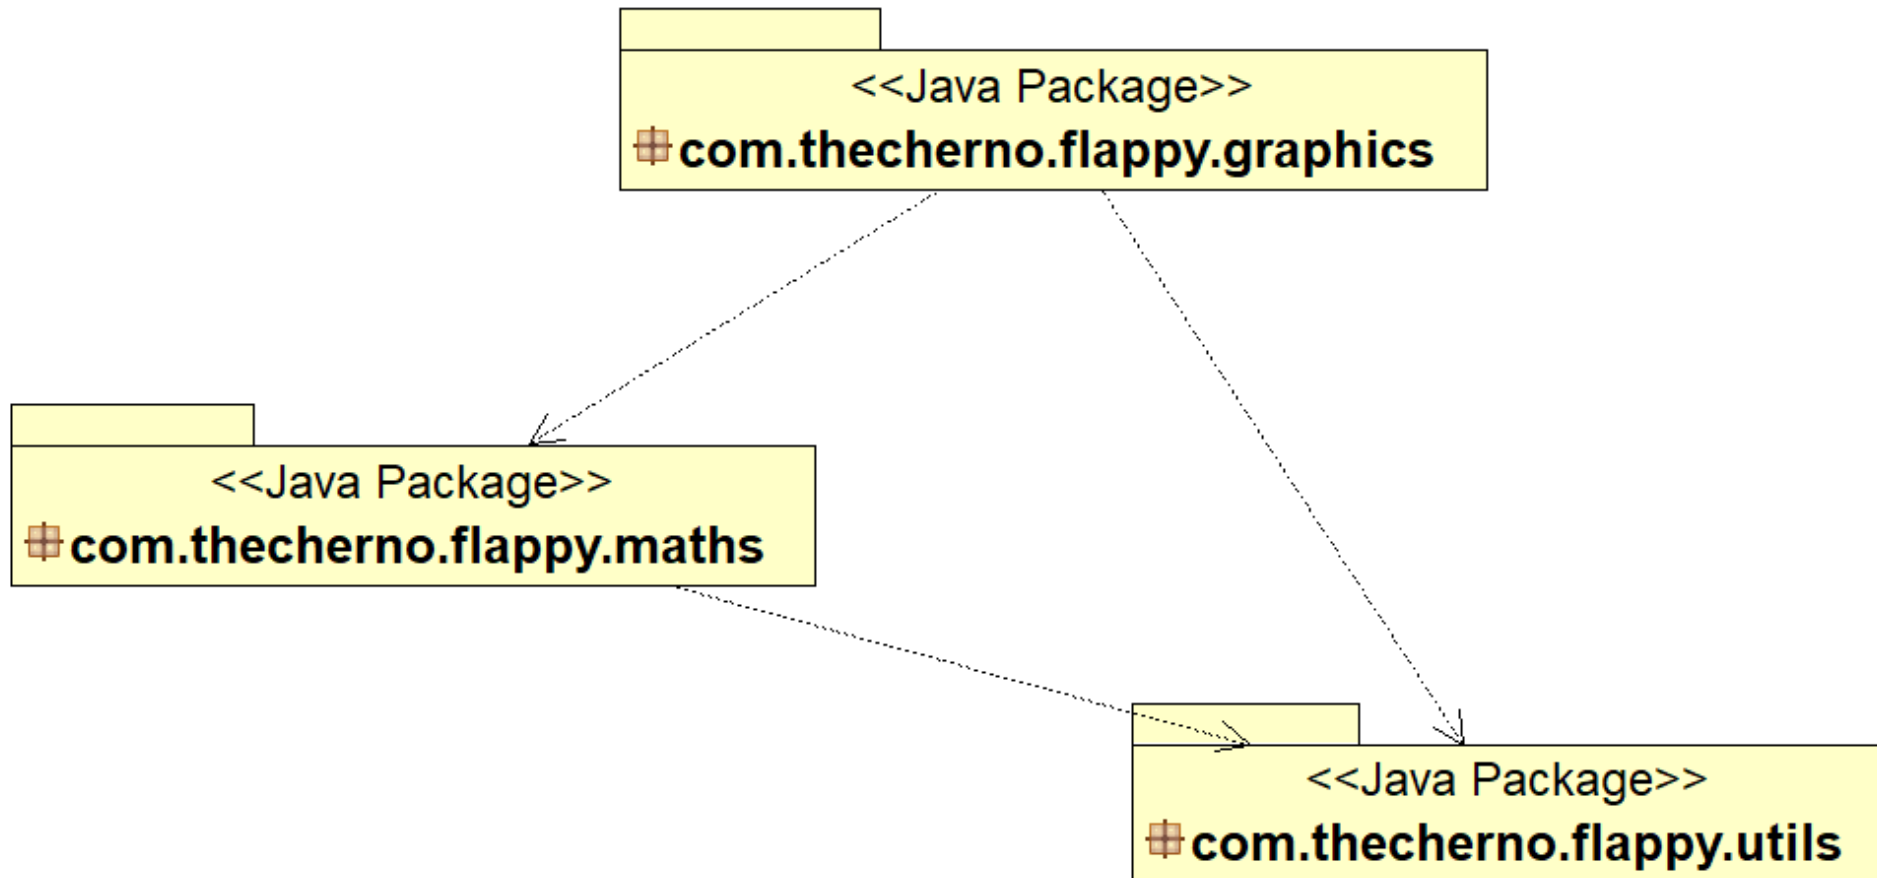 <<Java Package>>
com.thecherno.flappy.graphics
<<Java Package>>
com.thecherno.flappy.maths
<<Java Package>>
com.thecherno.flappy.utils